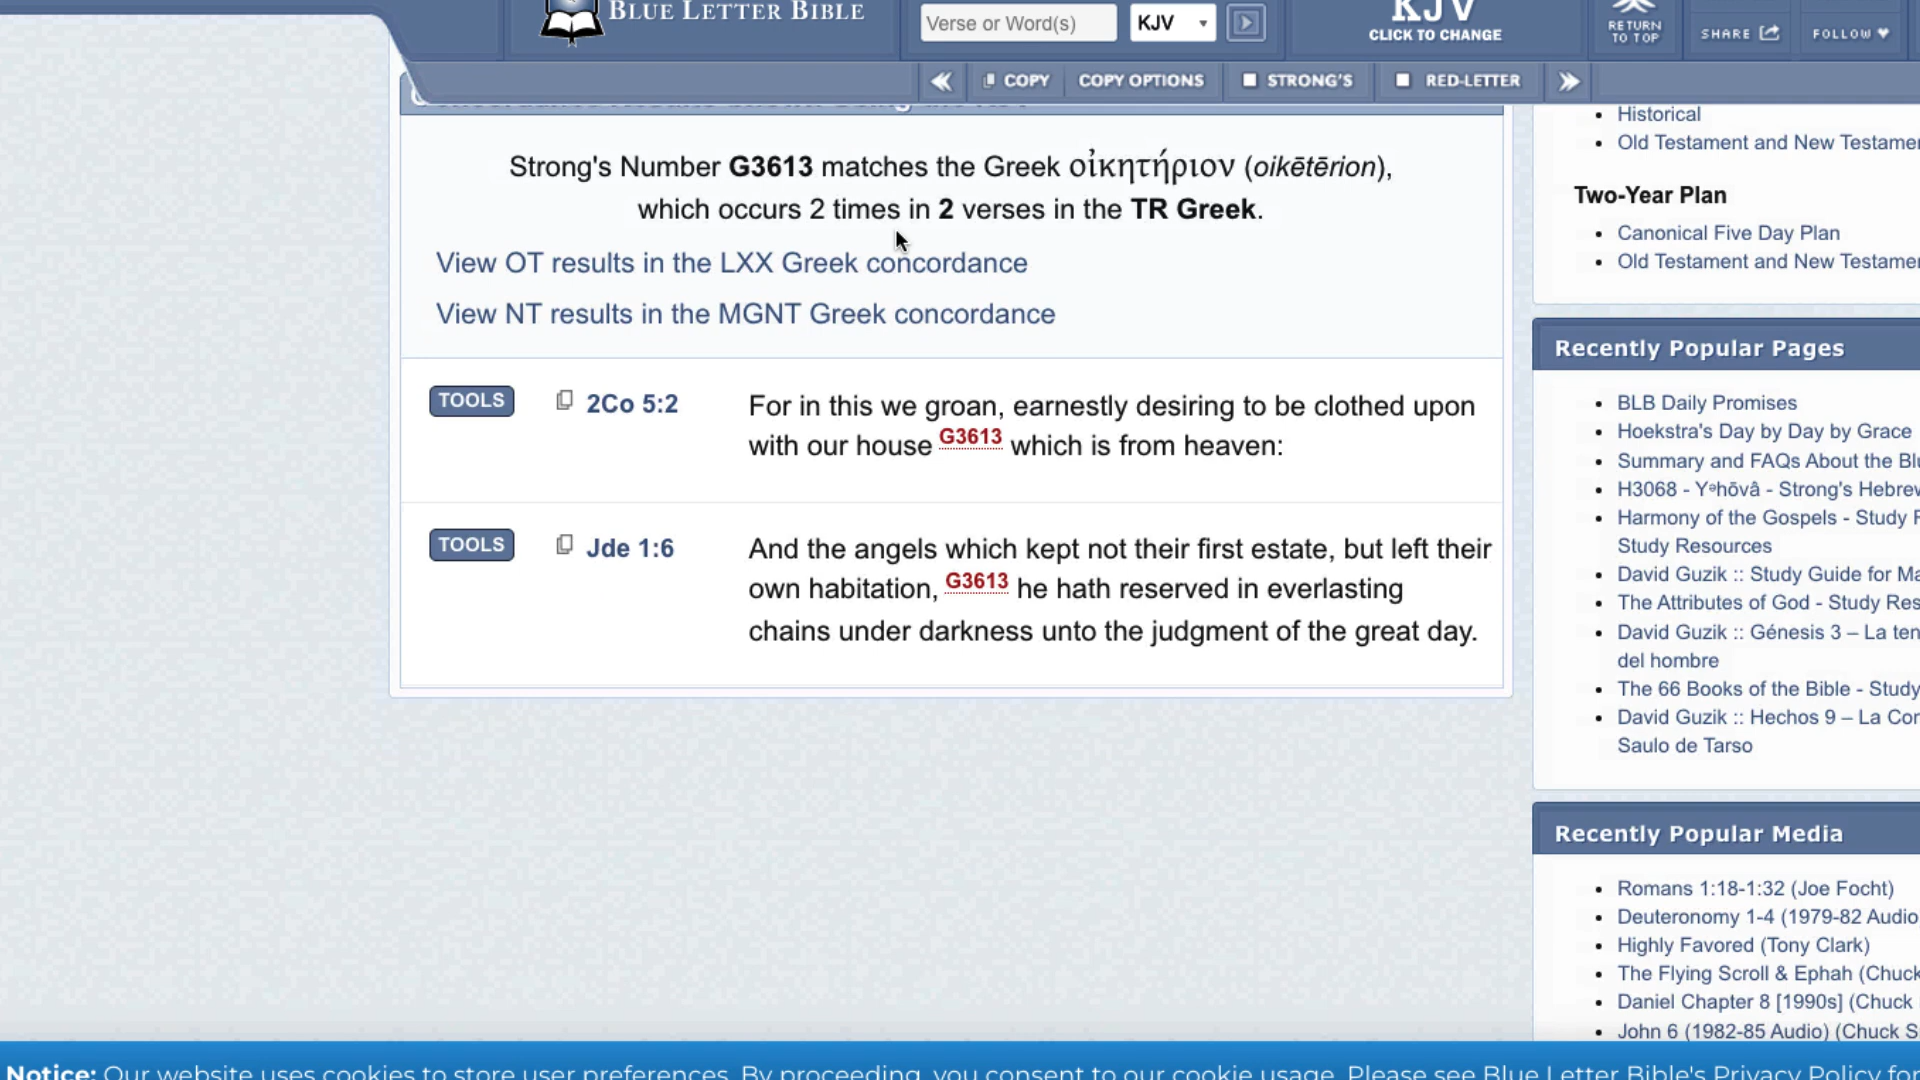 BLUE LETTER BIBLE
Verse or Word(s)
KJV
KJV
CLICK TO CHANGE
RETURN
TO TOP
SHARE
FOLLOW
COPY
COPY OPTIONS
STRONG'S
RED-LETTER
Strong's Number G3613 matches the Greek οἰκητήριον (oikētērion),
which occurs 2 times in 2 verses in the TR Greek.
View OT results in the LXX Greek concordance
View NT results in the MGNT Greek concordance
TOOLS
2Co 5:2
For in this we groan, earnestly desiring to be clothed upon
with our house G3613 which is from heaven:
TOOLS
Jde 1:6
And the angels which kept not their first estate, but left their
own habitation, G3613 he hath reserved in everlasting
chains under darkness unto the judgment of the great day.
Historical
Old Testament and New
Two-Year Plan
Canonical Five Day Plan
Old Testament and New
Recently Popular Pages
BLB Daily Promises
Hoekstra's Day by Day by Grace
Summary and FAQs About the
H3068 - Yᵊhōvâ - Strong's
Harmony of the Gospels - Study
Study Resources
David Guzik :: Study Guide for
The Attributes of God - Study
David Guzik :: Génesis 3 – La
del hombre
The 66 Books of the Bible - Study
David Guzik :: Hechos 9 – La
Saulo de Tarso
Recently Popular Media
Romans 1:18-1:32 (Joe Focht)
Deuteronomy 1-4 (1979-82 Audio
Highly Favored (Tony Clark)
The Flying Scroll & Ephah (Chuck
Daniel Chapter 8 [1990s] (Chuck
John 6 (1982-85 Audio) (Chuck
Notice: Our website uses cookies to store user preferences. By proceeding, you consent to our cookie usage. Please see Blue Letter Bible's Privacy Policy for